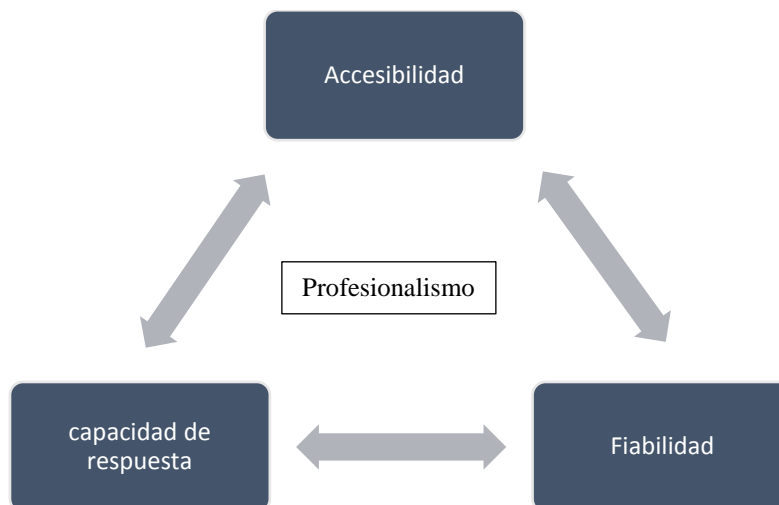 Accesibilidad
Profesionalismo
capacidad de
respuesta
Fiabilidad